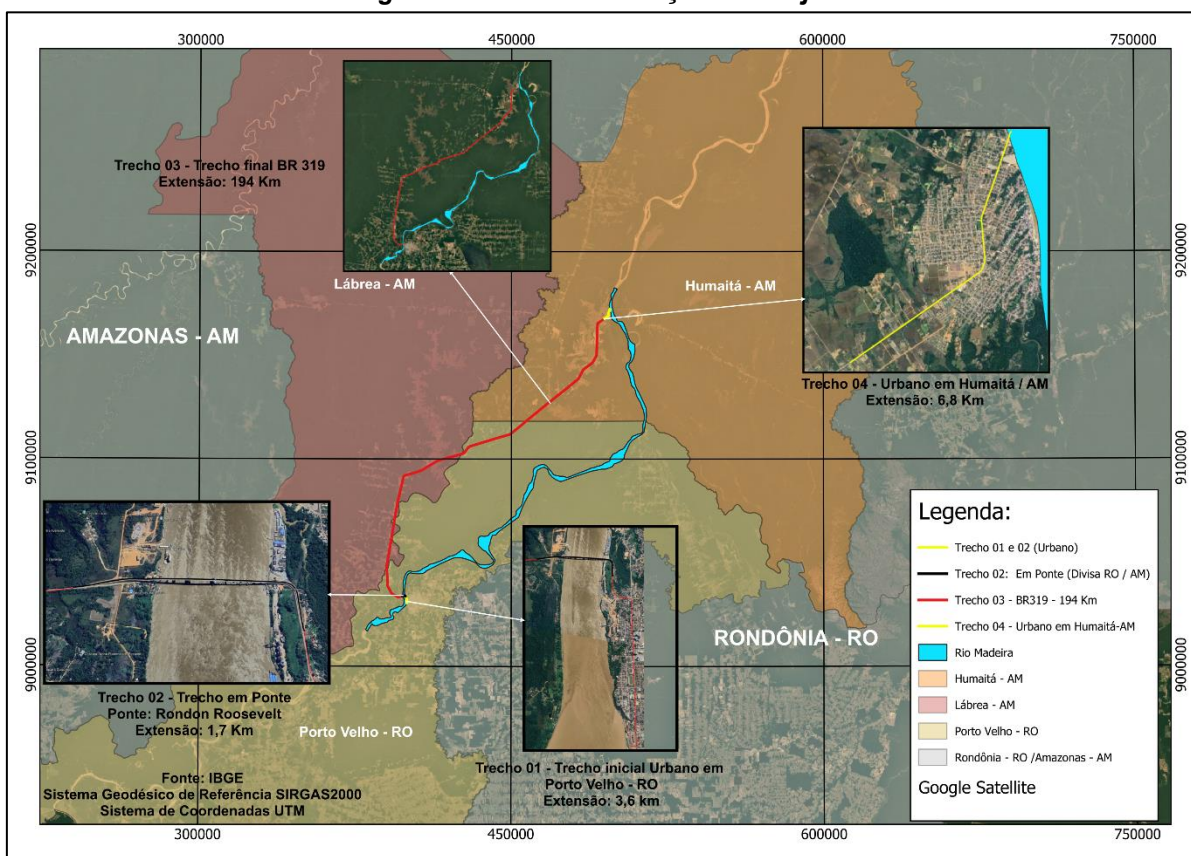 300000
450000
600000
750000
9200000
9100000
9000000
9200000
9100000
9000000
Trecho 03 - Trecho final BR 319
Extensão: 194 Km
Lábrea - AM
Humaitá - AM
AMAZONAS - AM
Trecho 04 - Urbano em Humaitá / AM
Extensão: 6,8 Km
RONDÔNIA - RO
Trecho 02 - Trecho em Ponte
Ponte: Rondon Roosevelt
Extensão: 1,7 Km
Porto Velho - RO
Trecho 01 - Trecho inicial Urbano em
Porto Velho - RO
Extensão: 3,6 km
Fonte: IBGE
Sistema Geodésico de Referência SIRGAS2000
Sistema de Coordenadas UTM
Legenda:
Trecho 01 e 02 (Urbano)
Trecho 02: Em Ponte (Divisa RO / AM)
Trecho 03 - BR319 - 194 Km
Trecho 04 - Urbano em Humaitá-AM
Rio Madeira
Humaitá - AM
Lábrea - AM
Porto Velho - RO
Rondônia - RO /Amazonas - AM
Google Satellite
300000
450000
600000
750000